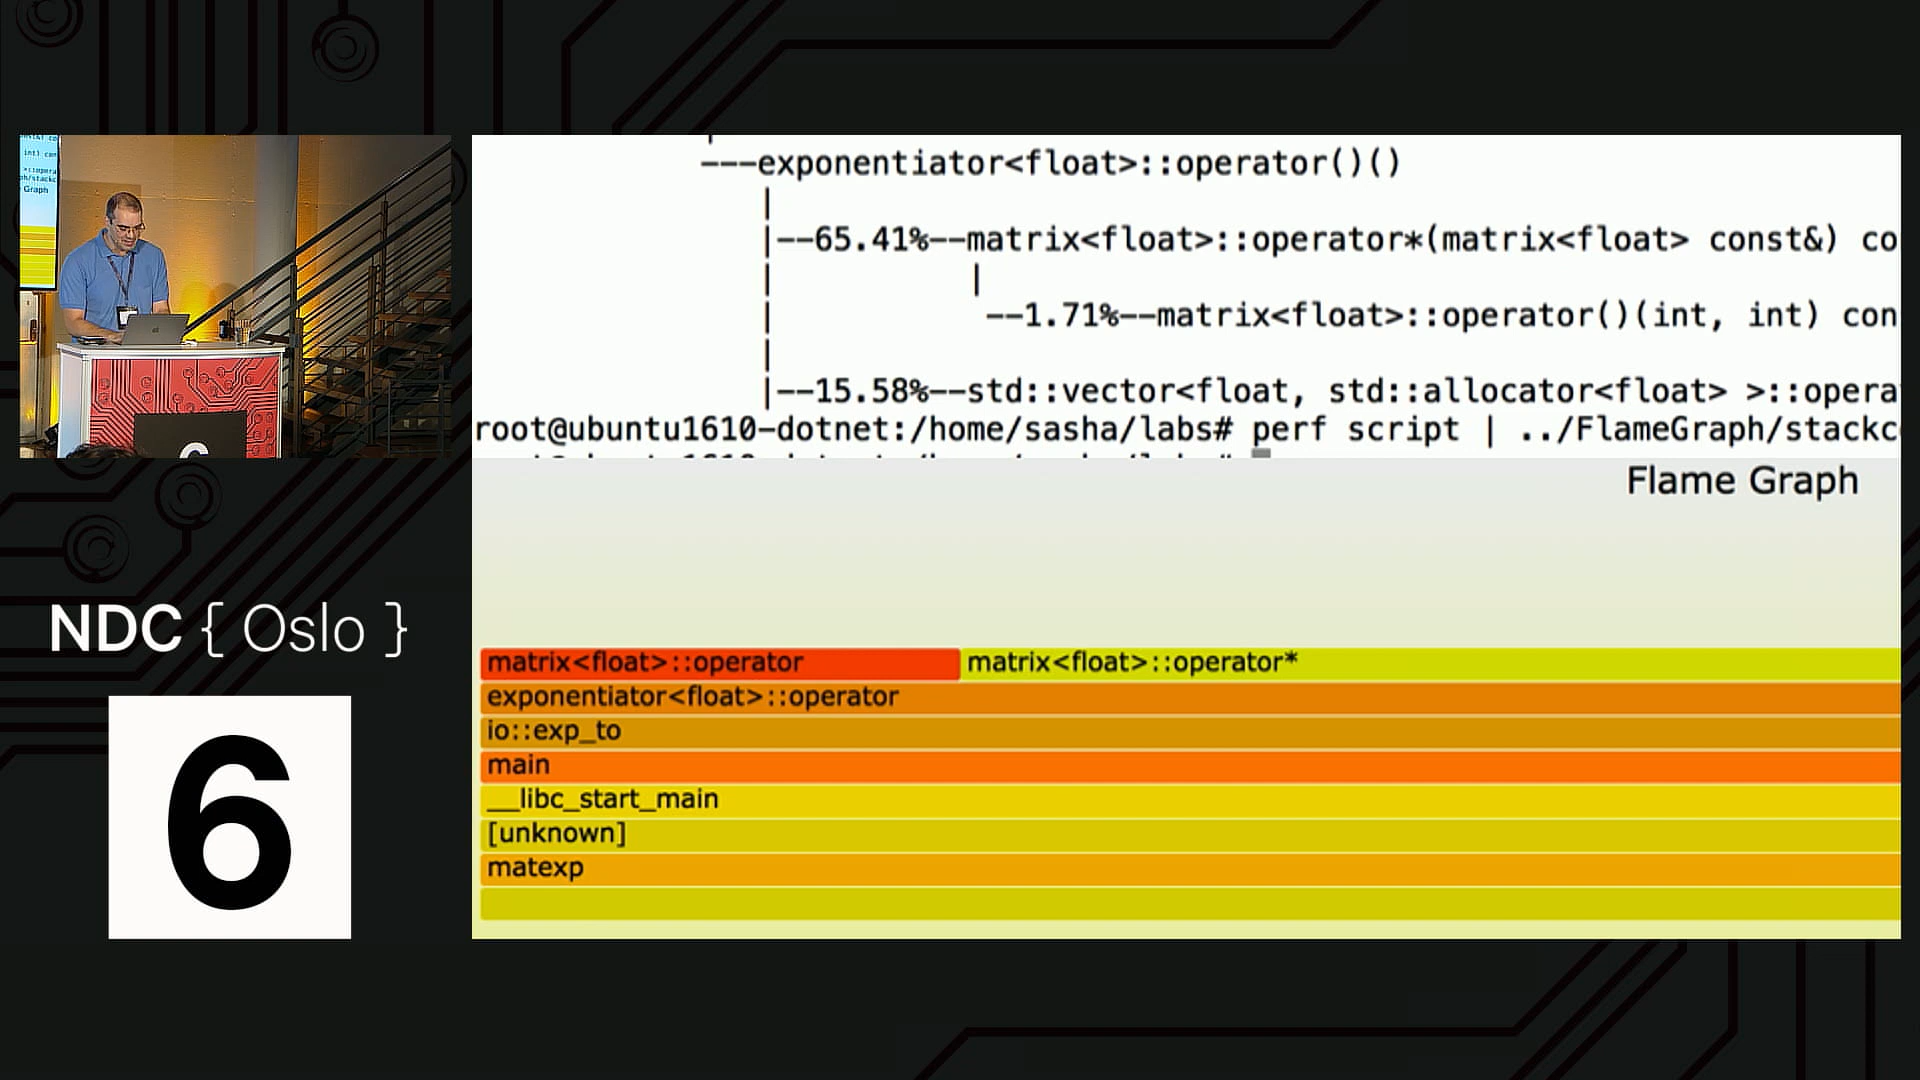 ---exponentiator<float>::operator()()
|
|--65.41%--matrix<float>::operator*(matrix<float> const&) co
|          |
|           --1.71%--matrix<float>::operator()(int, int) con
|
|--15.58%--std::vector<float, std::allocator<float> >::opera
root@ubuntu1610-dotnet:/home/sasha/labs# perf script | ../FlameGraph/stackc
Flame Graph
matrix<float>::operator matrix<float>::operator*
exponentiator<float>::operator
io::exp_to
main
__libc_start_main
[unknown]
matexp
NDC { Oslo }
6